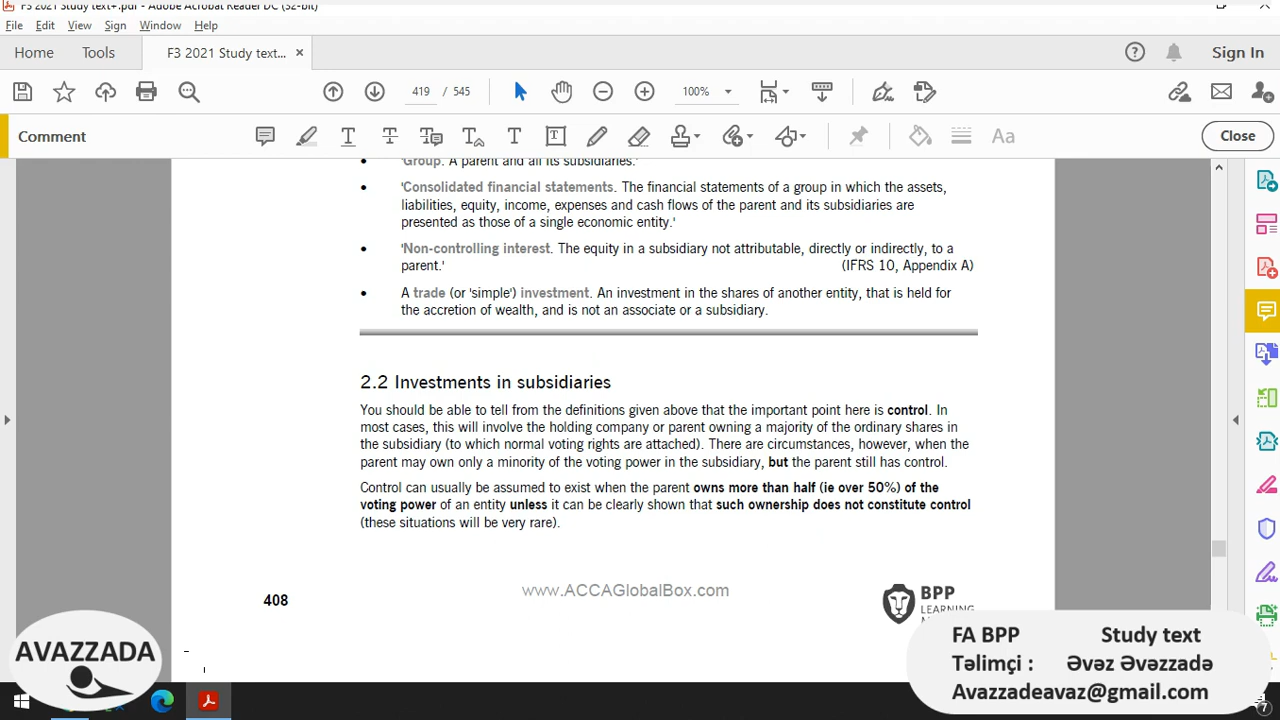 F3 2021 Study text+.pdf - Adobe Acrobat Reader DC (32-bit)
File Edit View Sign Window Help
Home Tools F3 2021 Study text... × Sign In
419 / 545 100%
Comment Close
'Group. A parent and all its subsidiaries.'
'Consolidated financial statements. The financial statements of a group in which the assets,
liabilities, equity, income, expenses and cash flows of the parent and its subsidiaries are
presented as those of a single economic entity.'
'Non-controlling interest. The equity in a subsidiary not attributable, directly or indirectly, to a
parent.' (IFRS 10, Appendix A)
A trade (or 'simple') investment. An investment in the shares of another entity, that is held for
the accretion of wealth, and is not an associate or a subsidiary.
2.2 Investments in subsidiaries
You should be able to tell from the definitions given above that the important point here is control. In
most cases, this will involve the holding company or parent owning a majority of the ordinary shares in
the subsidiary (to which normal voting rights are attached). There are circumstances, however, when the
parent may own only a minority of the voting power in the subsidiary, but the parent still has control.
Control can usually be assumed to exist when the parent owns more than half (ie over 50%) of the
voting power of an entity unless it can be clearly shown that such ownership does not constitute control
(these situations will be very rare).
www.ACCAGlobalBox.com
408
BPP
LEARNING
AVAZZADA
FA BPP Study text
Təlimçi : Əvəz Əvəzzadə
Avazzadeavaz@gmail.com